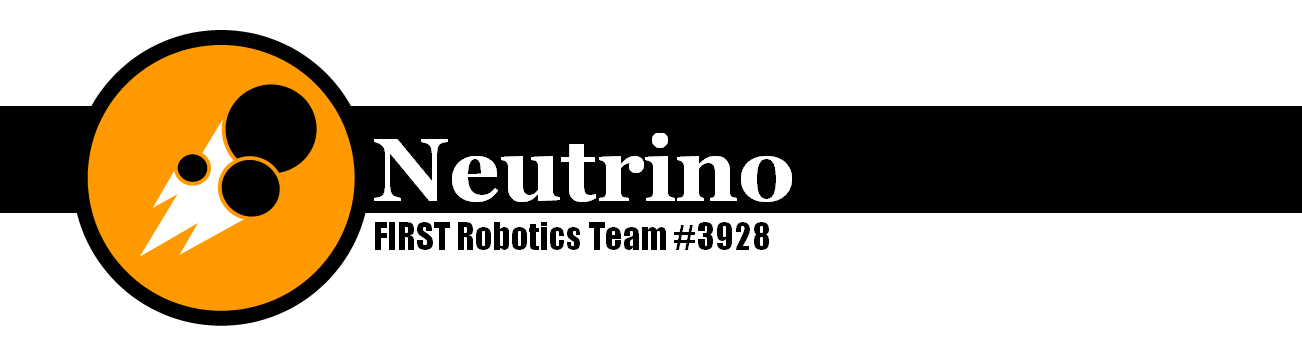 Neutrino
FIRST Robotics Team #3928